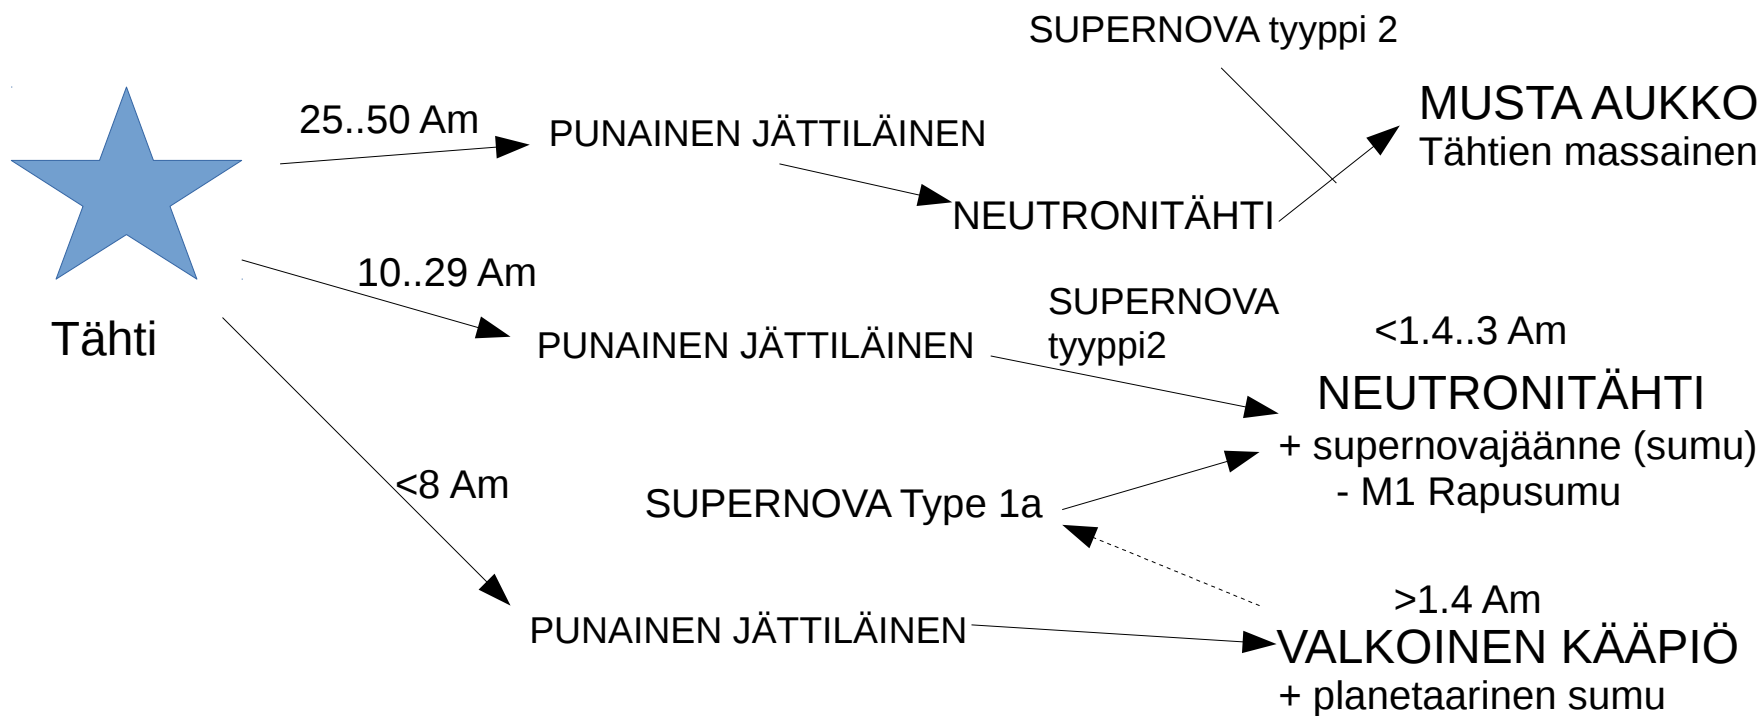 SUPERNOVA tyyppi 2
25..50 Am
PUNAINEN JÄTTILÄINEN
MUSTA AUKKO
Tähtien massainen
NEUTRONITÄHTI
10..29 Am
Tähti
PUNAINEN JÄTTILÄINEN
SUPERNOVA
tyyppi2
<1.4..3 Am
NEUTRONITÄHTI
+ supernovajäänne (sumu)
- M1 Rapusumu
<8 Am
SUPERNOVA Type 1a
PUNAINEN JÄTTILÄINEN
>1.4 Am
VALKOINEN KÄÄPIÖ
+ planetaarinen sumu